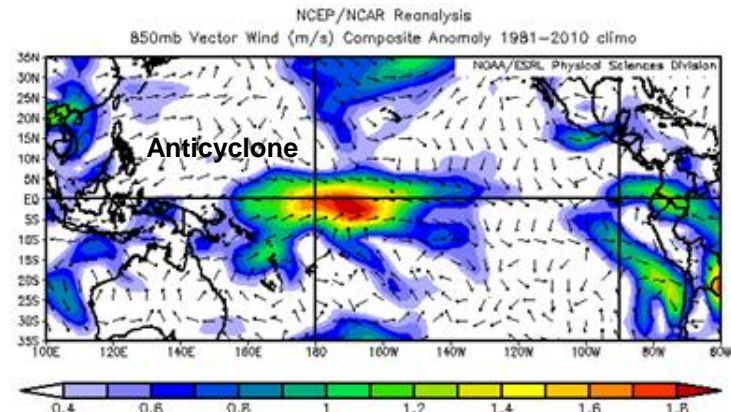 NCEP/NCAR Reanalysis
850mb Vector Wind (m/s) Composite Anomaly 1981-2010 climo
NOAA/ESRL Physical Sciences Division
35N
30N
25N
20N
15N
10N
5N
EQ
5S
10S
15S
20S
25S
30S
35S
Anticyclone
100E 120E 140E 160E 180 160W 140W 120W 100W 80W 60W
0.4 0.6 0.8 1 1.2 1.4 1.6 1.8